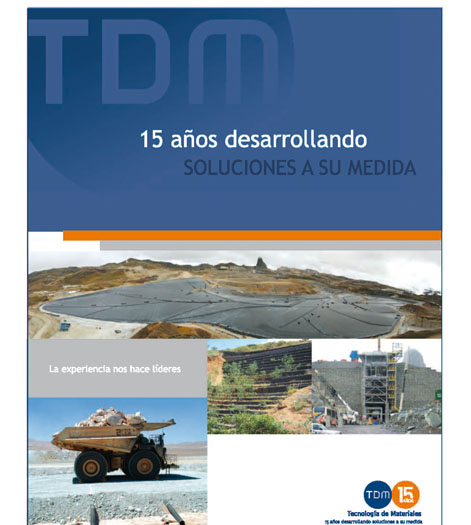 TDM
15 años desarrollando
SOLUCIONES A SU MEDIDA
La experiencia nos hace líderes
TDM 15 AÑOS
Tecnología de Materiales
15 años desarrollando soluciones a su medida.